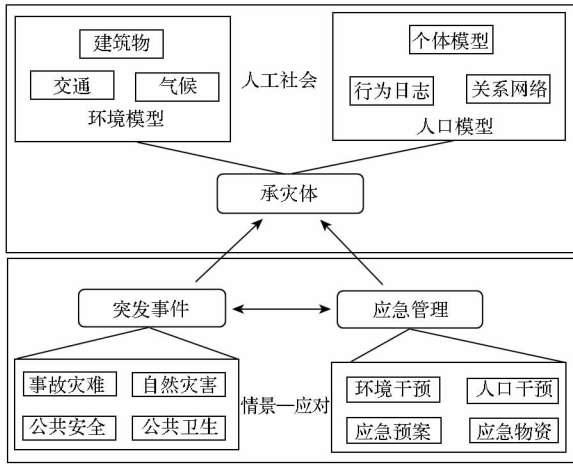 建筑物
交通
气候
环境模型
人工社会
个体模型
行为日志
关系网络
人口模型
承灾体
突发事件
应急管理
事故灾难
自然灾害
公共安全
公共卫生
情景—应对
环境干预
人口干预
应急预案
应急物资